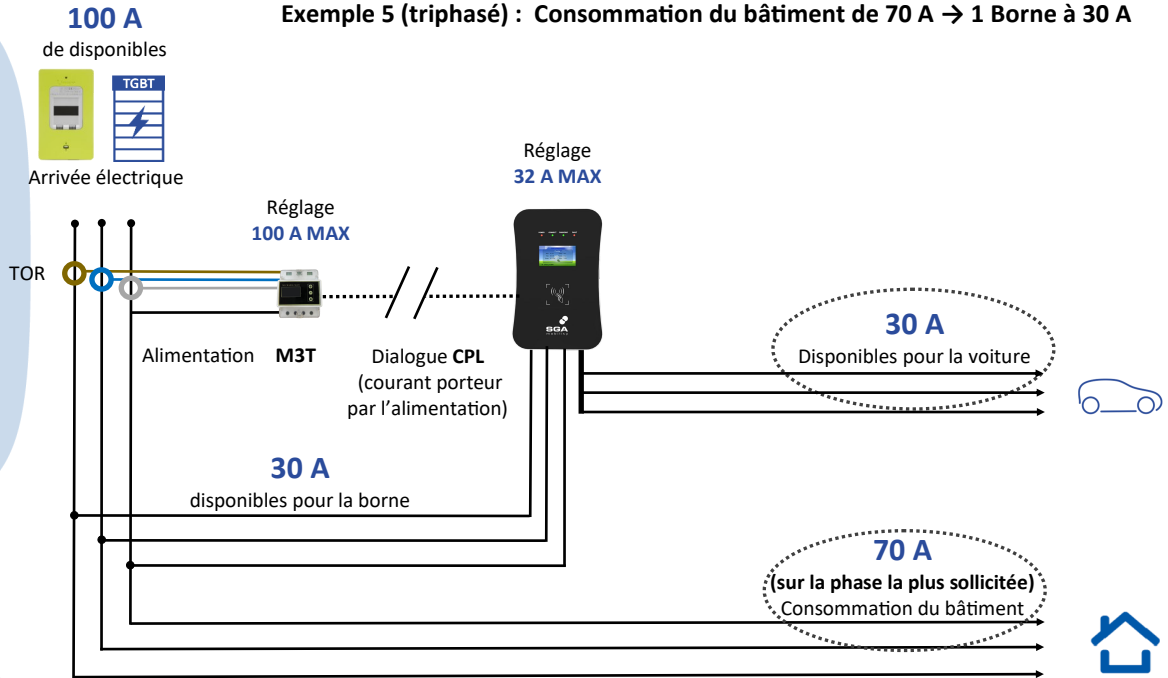 Exemple 5 (triphasé) : Consommation du bâtiment de 70 A → 1 Borne à 30 A
100 A
de disponibles
TGBT
Arrivée électrique
Réglage
32 A MAX
Réglage
100 A MAX
TOR
SGA
Alimentation
M3T
Dialogue CPL
(courant porteur
par l'alimentation)
30 A
Disponibles pour la voiture
30 A
disponibles pour la borne
70 A
(sur la phase la plus sollicitée)
Consommation du bâtiment